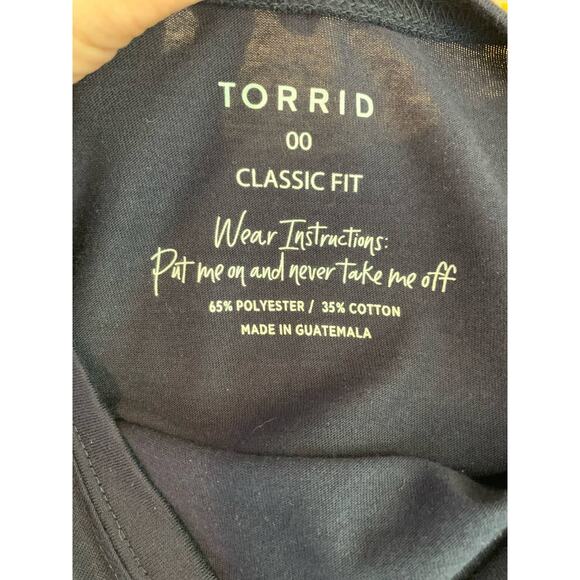 TORRID
00
CLASSIC FIT
Wear Instructions:
Put me on and never take me off
65% POLYESTER / 35% COTTON
MADE IN GUATEMALA